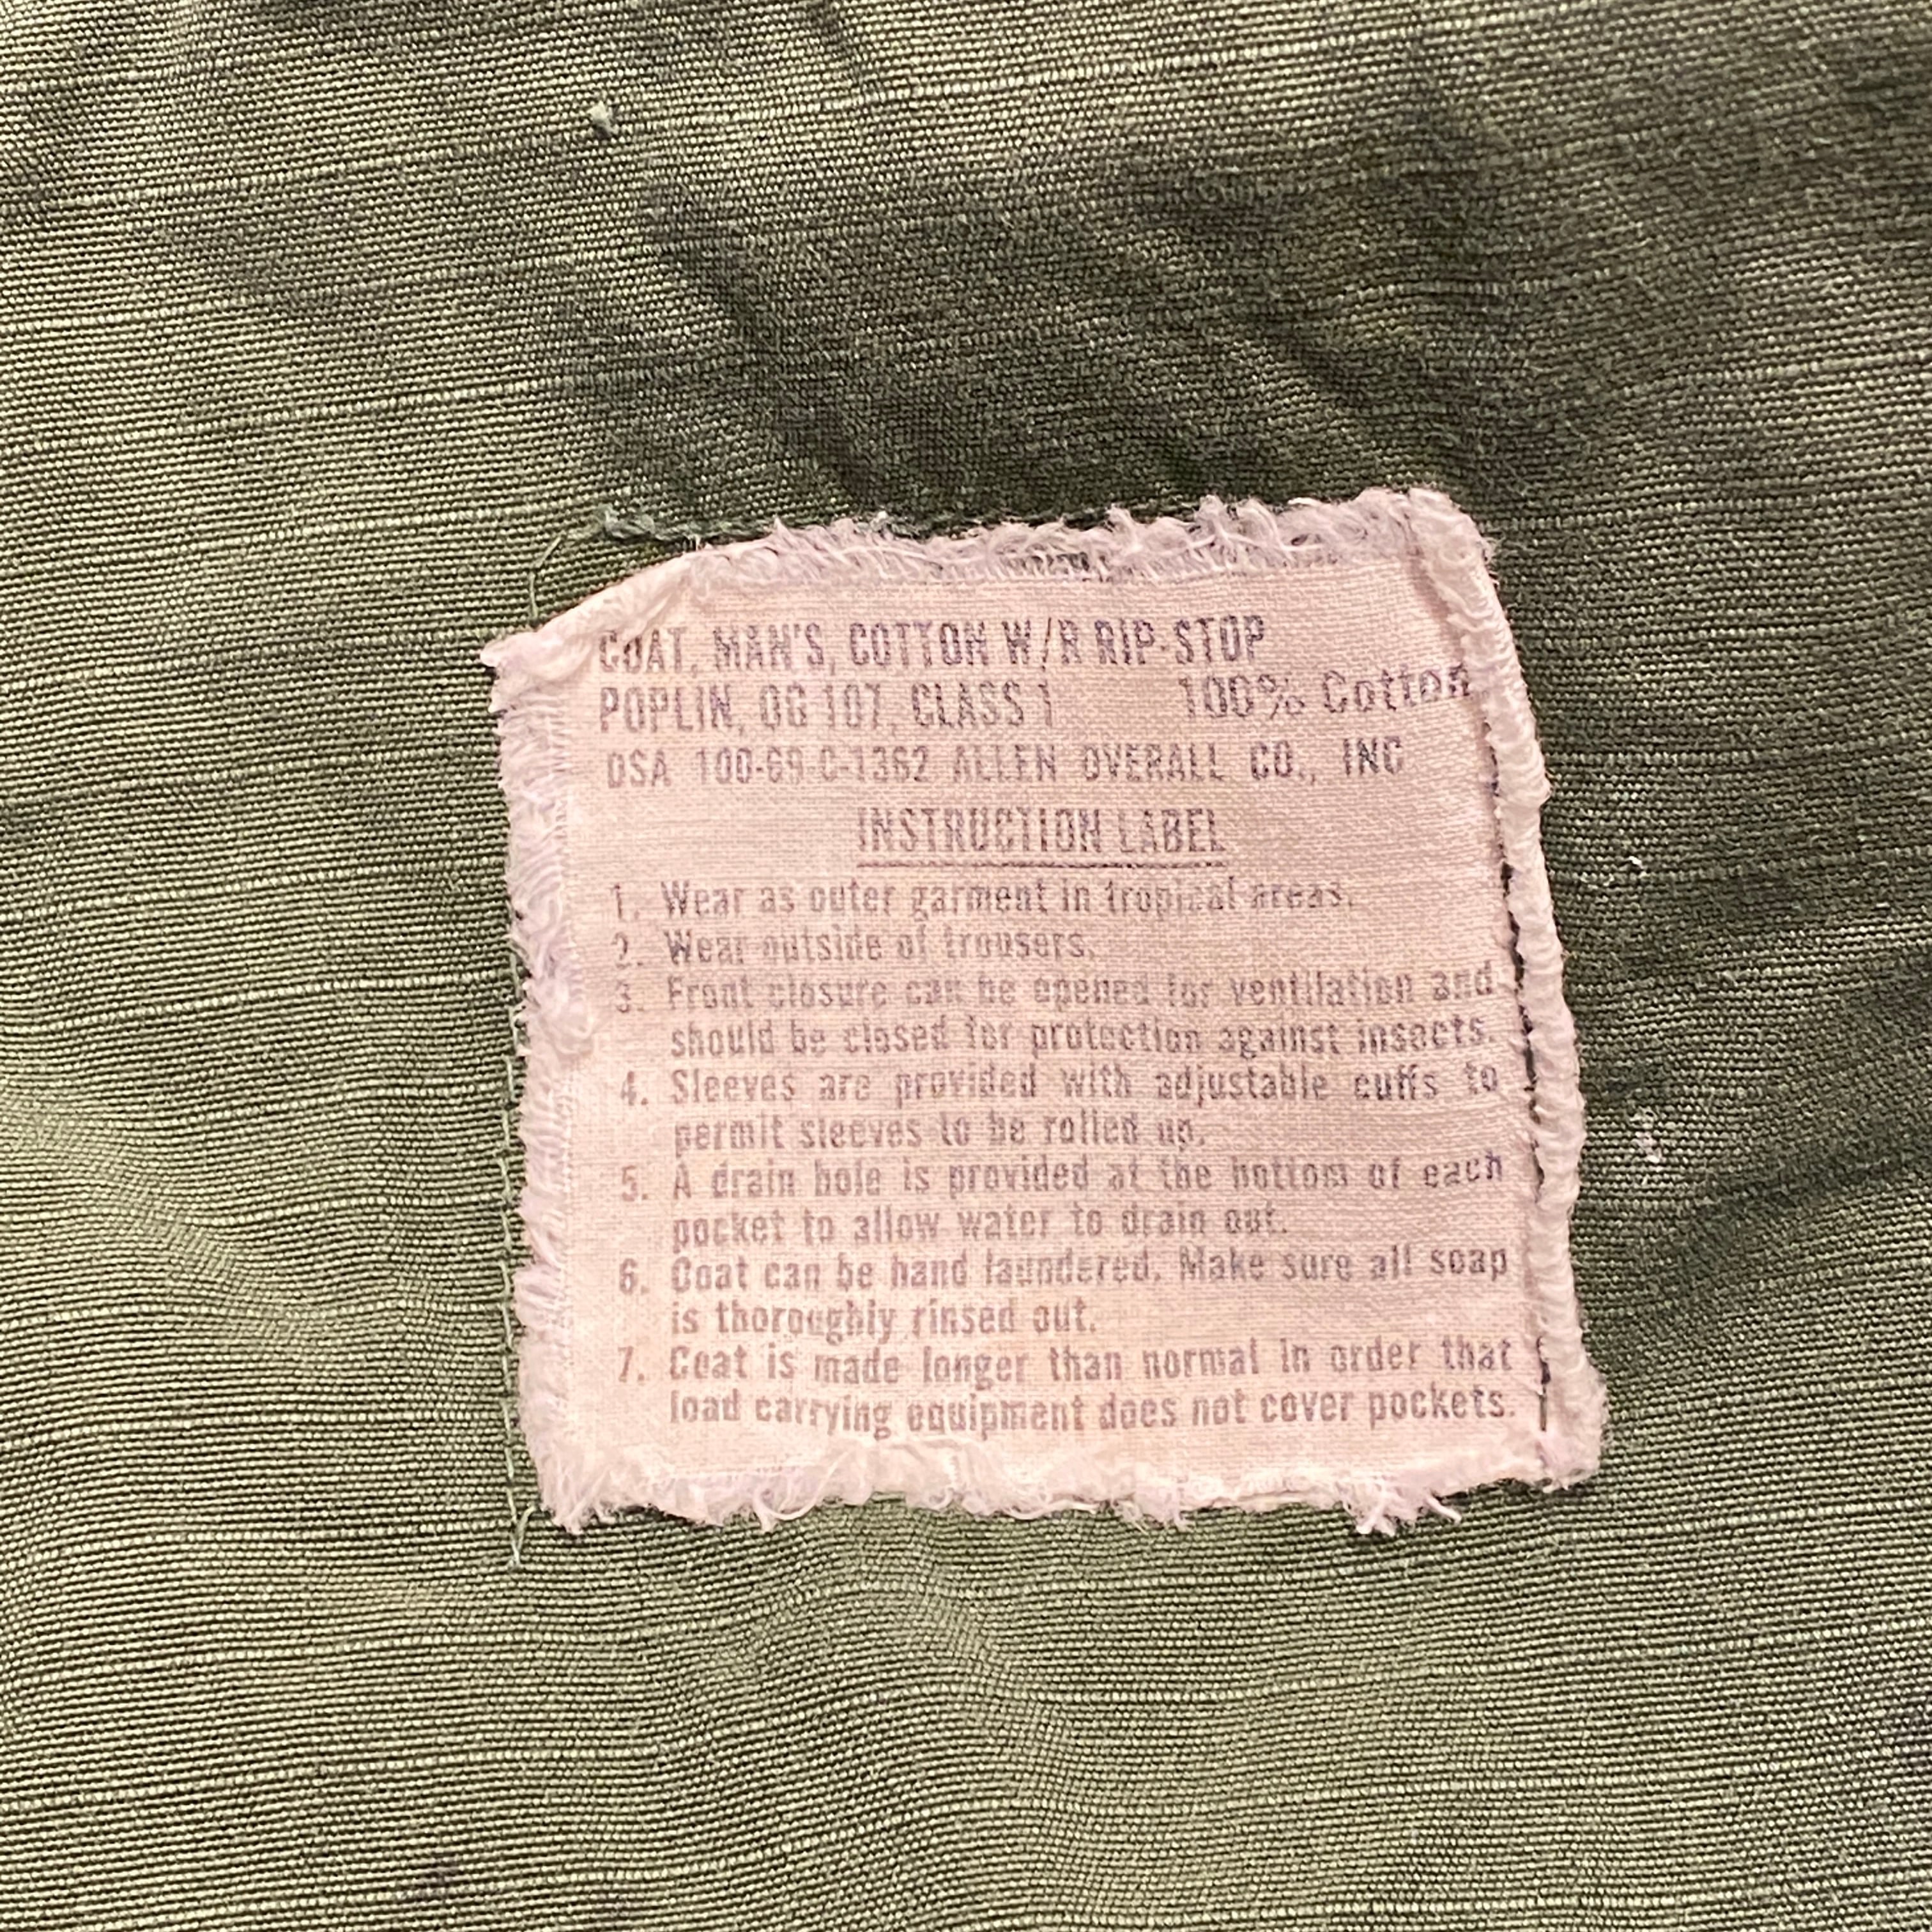 COAT, MAN'S, COTTON W/R RIP-STOP
POPLIN, OG 107, CLASS 1 100% Cotton
DSA 100-69-C-1362 ALLEN OVERALL CO., INC
INSTRUCTION LABEL
1. Wear as outer garment in tropical areas.
2. Wear outside of trousers.
3. Front closure can be opened for ventilation and
should be closed for protection against insects.
4. Sleeves are provided with adjustable cuffs to
permit sleeves to be rolled up.
5. A drain hole is provided at the bottom of each
pocket to allow water to drain out.
6. Coat can be hand laundered. Make sure all soap
is thoroughly rinsed out.
7. Coat is made longer than normal in order that
load carrying equipment does not cover pockets.